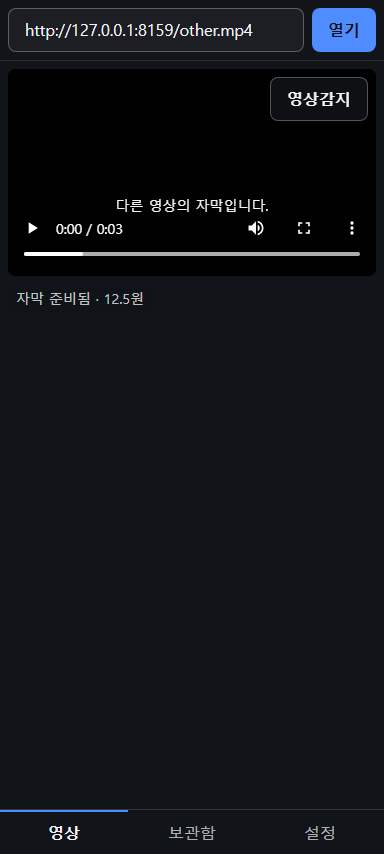 http://127.0.0.1:8159/other.mp4 열기
영상감지
다른 영상의 자막입니다.
0:00 / 0:03
자막 준비됨 · 12.5원
영상 보관함 설정